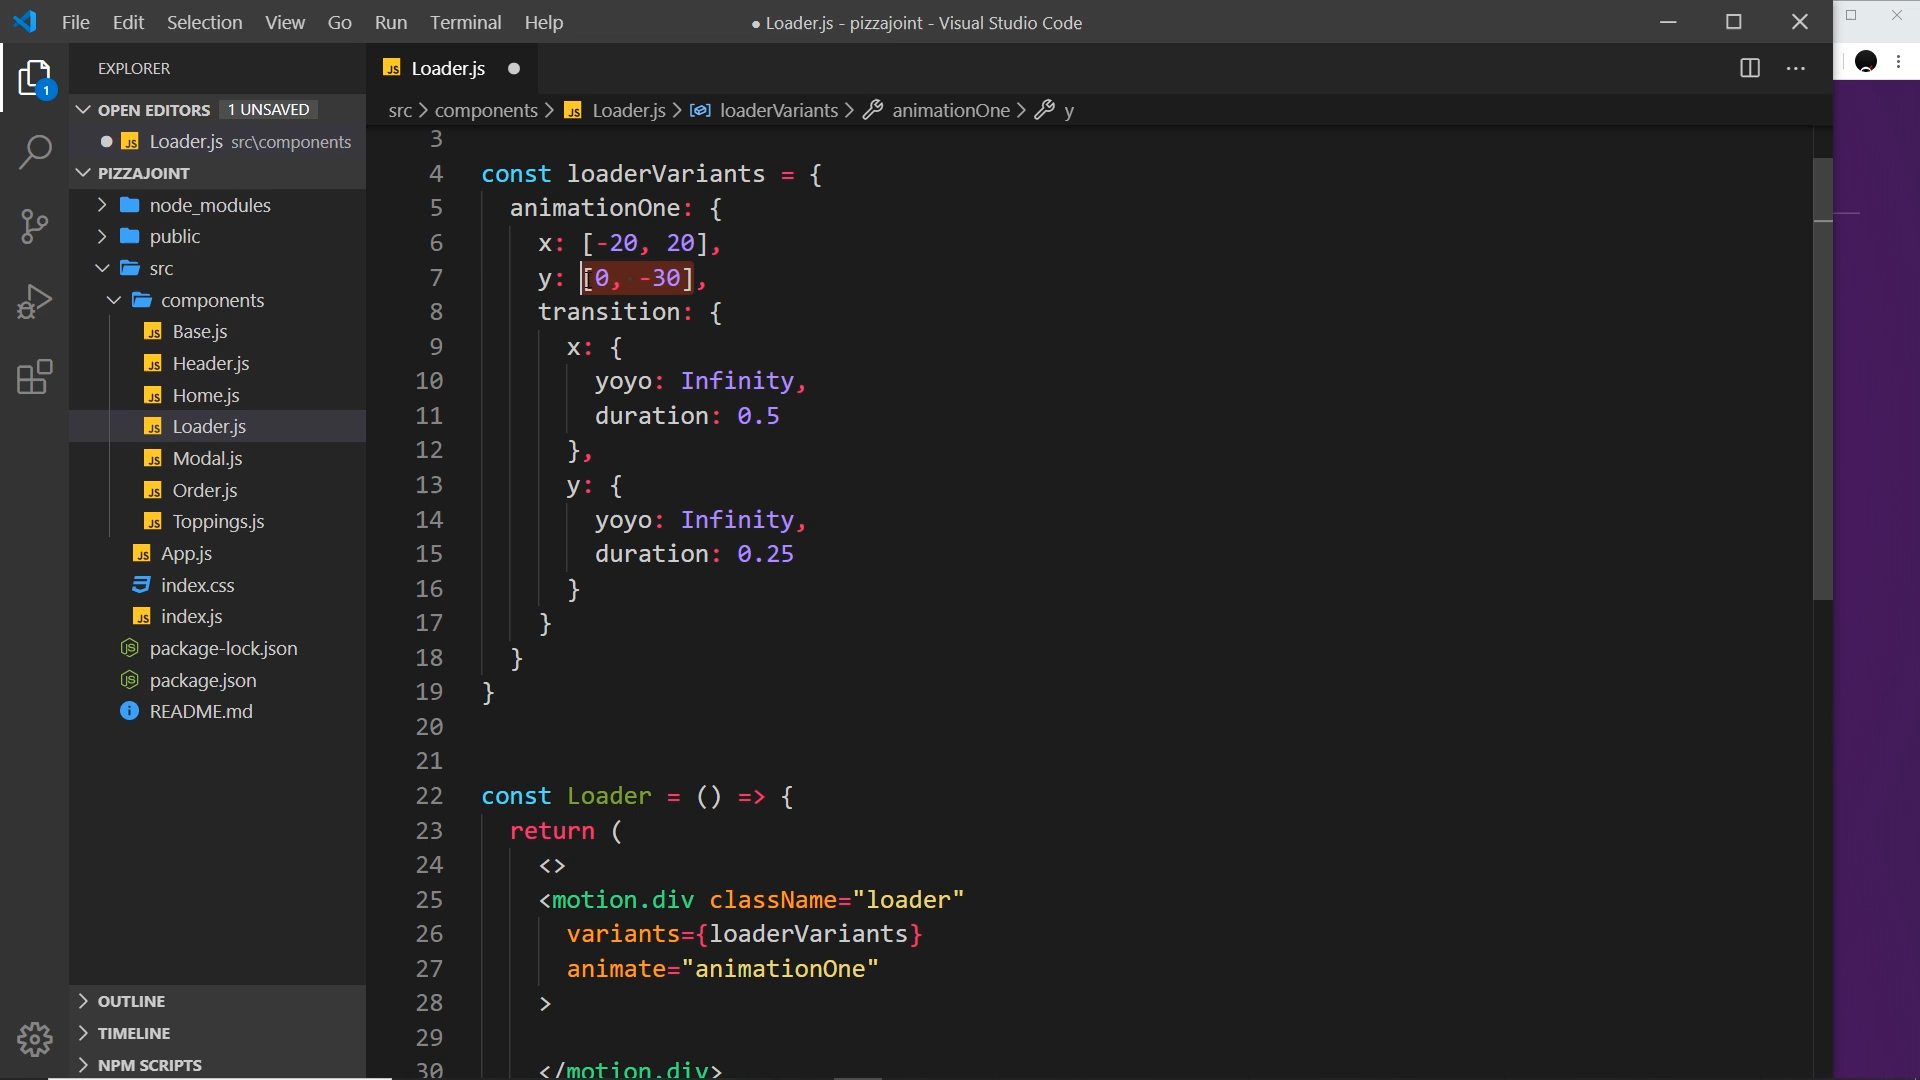 File Edit Selection View Go Run Terminal Help
● Loader.js - pizzajoint - Visual Studio Code
EXPLORER
OPEN EDITORS 1 UNSAVED
Loader.js src\components
PIZZAJOINT
node_modules
public
src
components
Base.js
Header.js
Home.js
Loader.js
Modal.js
Order.js
Toppings.js
App.js
index.css
index.js
package-lock.json
package.json
README.md
OUTLINE
TIMELINE
NPM SCRIPTS
1
JS Loader.js
src > components > JS Loader.js > loaderVariants > animationOne > y
3
4 const loaderVariants = {
5 animationOne: {
6 x: [-20, 20],
7 y: [0, -30],
8 transition: {
9 x: {
10 yoyo: Infinity,
11 duration: 0.5
12 },
13 y: {
14 yoyo: Infinity,
15 duration: 0.25
16 }
17 }
18 }
19 }
20
21
22 const Loader = () => {
23 return (
24 <>
25 <motion.div className="loader"
26 variants={loaderVariants}
27 animate="animationOne"
28 >
29
30 </motion.div>